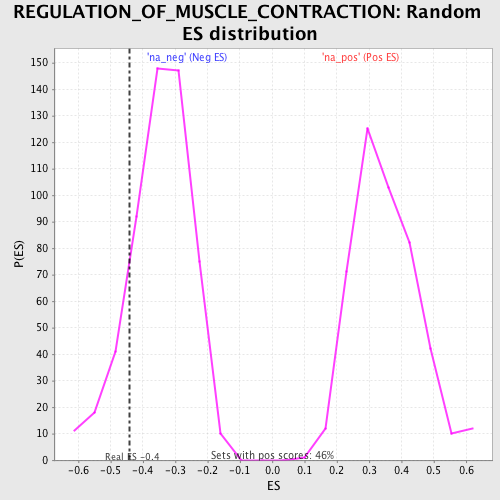 REGULATION_OF_MUSCLE_CONTRACTION: Random
ES distribution
'na_neg' (Neg ES)
'na_pos' (Pos ES)
150
140
130
120
110
100
90
80
70
60
50
40
30
20
10
0
P(ES)
Real ES -0.4
Sets with pos scores: 46%
-0.6 -0.5 -0.4 -0.3 -0.2 -0.1 0.0 0.1 0.2 0.3 0.4 0.5 0.6
ES